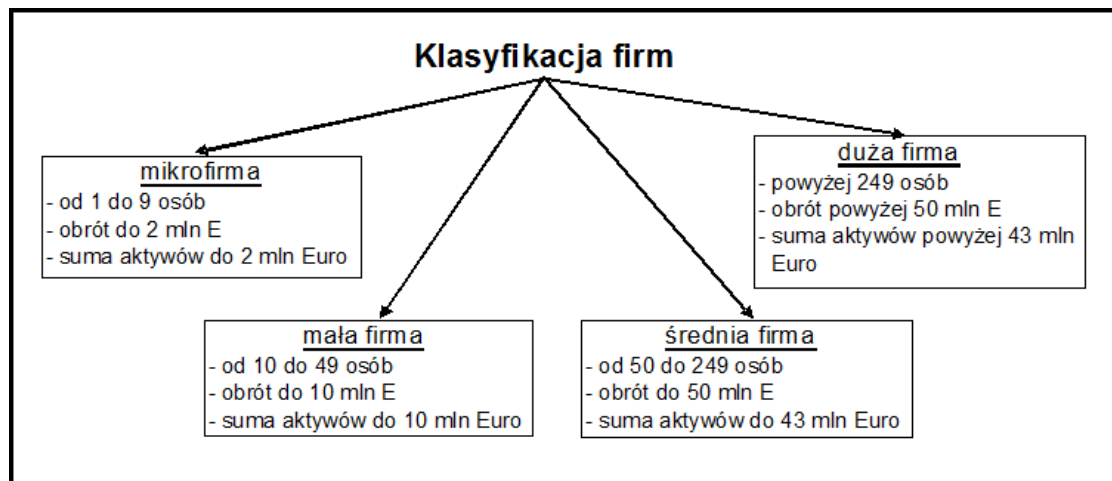 Klasyfikacja firm
mikrofirma
- od 1 do 9 osób
- obrót do 2 mln E
- suma aktywów do 2 mln Euro
mała firma
- od 10 do 49 osób
- obrót do 10 mln E
- suma aktywów do 10 mln Euro
średnia firma
- od 50 do 249 osób
- obrót do 50 mln E
- suma aktywów do 43 mln Euro
duża firma
- powyżej 249 osób
- obrót powyżej 50 mln E
- suma aktywów powyżej 43 mln
Euro